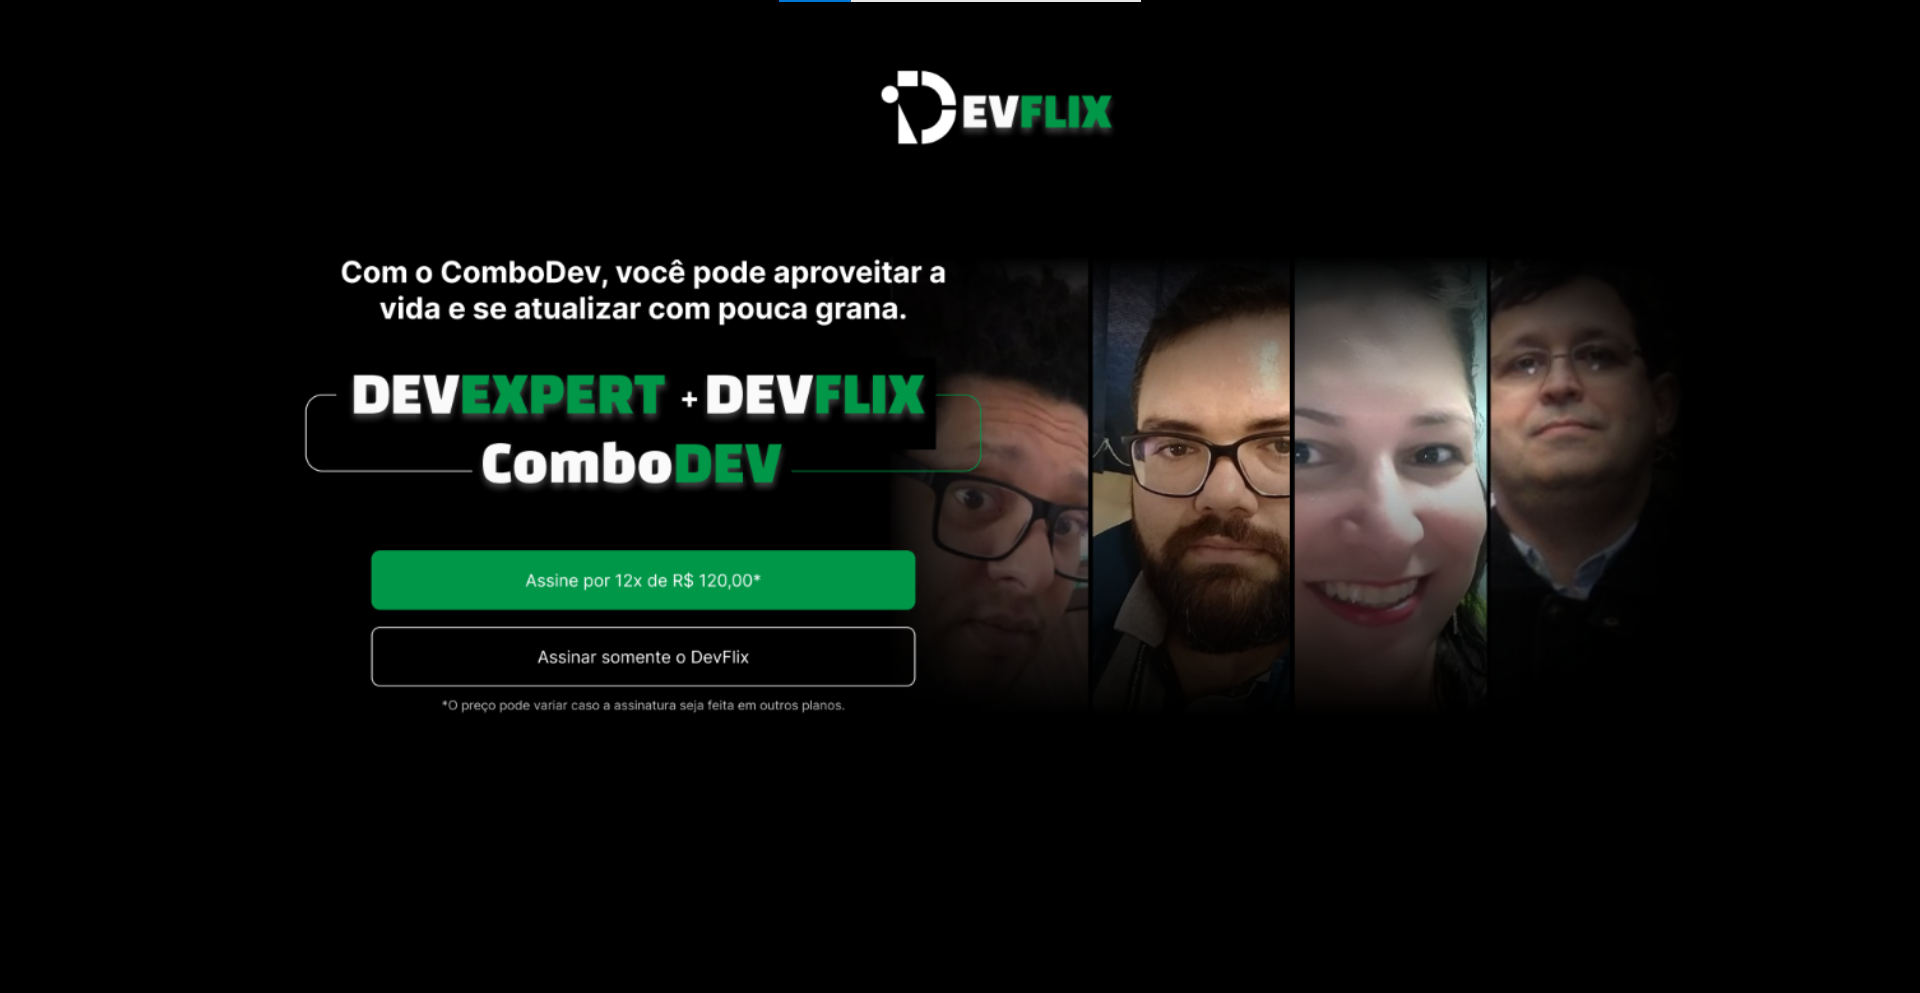 DEVFLIX
Com o ComboDev, você pode aproveitar a
vida e se atualizar com pouca grana.
DEVEXPERT + DEVFLIX
ComboDEV
Assine por 12x de R$ 120,00*
Assinar somente o DevFlix
*O preço pode variar caso a assinatura seja feita em outros planos.